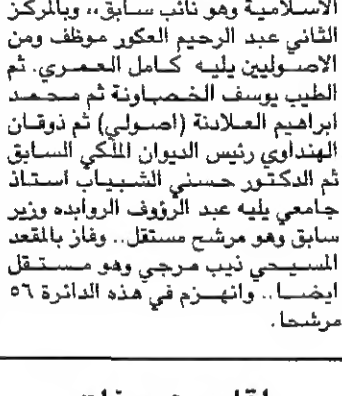 الاسلامية وهو نائب سابق،، وبالمركز
الثاني عبد الرحيم العكور موظف ومن
الاصوليين يليه كامل العمري. ثم
الطيب يوسف الخصاونة ثم محمد
ابراهيم العلاونة (اصولي) ثم ذوقان
الهنداوي رئيس الديوان الملكي السابق
ثم الدكتور حسني الشياب استاذ
جامعي يليه عبد الرؤوف الروابده وزير
سابق وهو مرشح مستقل.. وفاز بالمقعد
المسيحي نيب مرجي وهو مستقل
ايضا.. وانهزم في هذه الدائرة ٥٦
مرشحا.